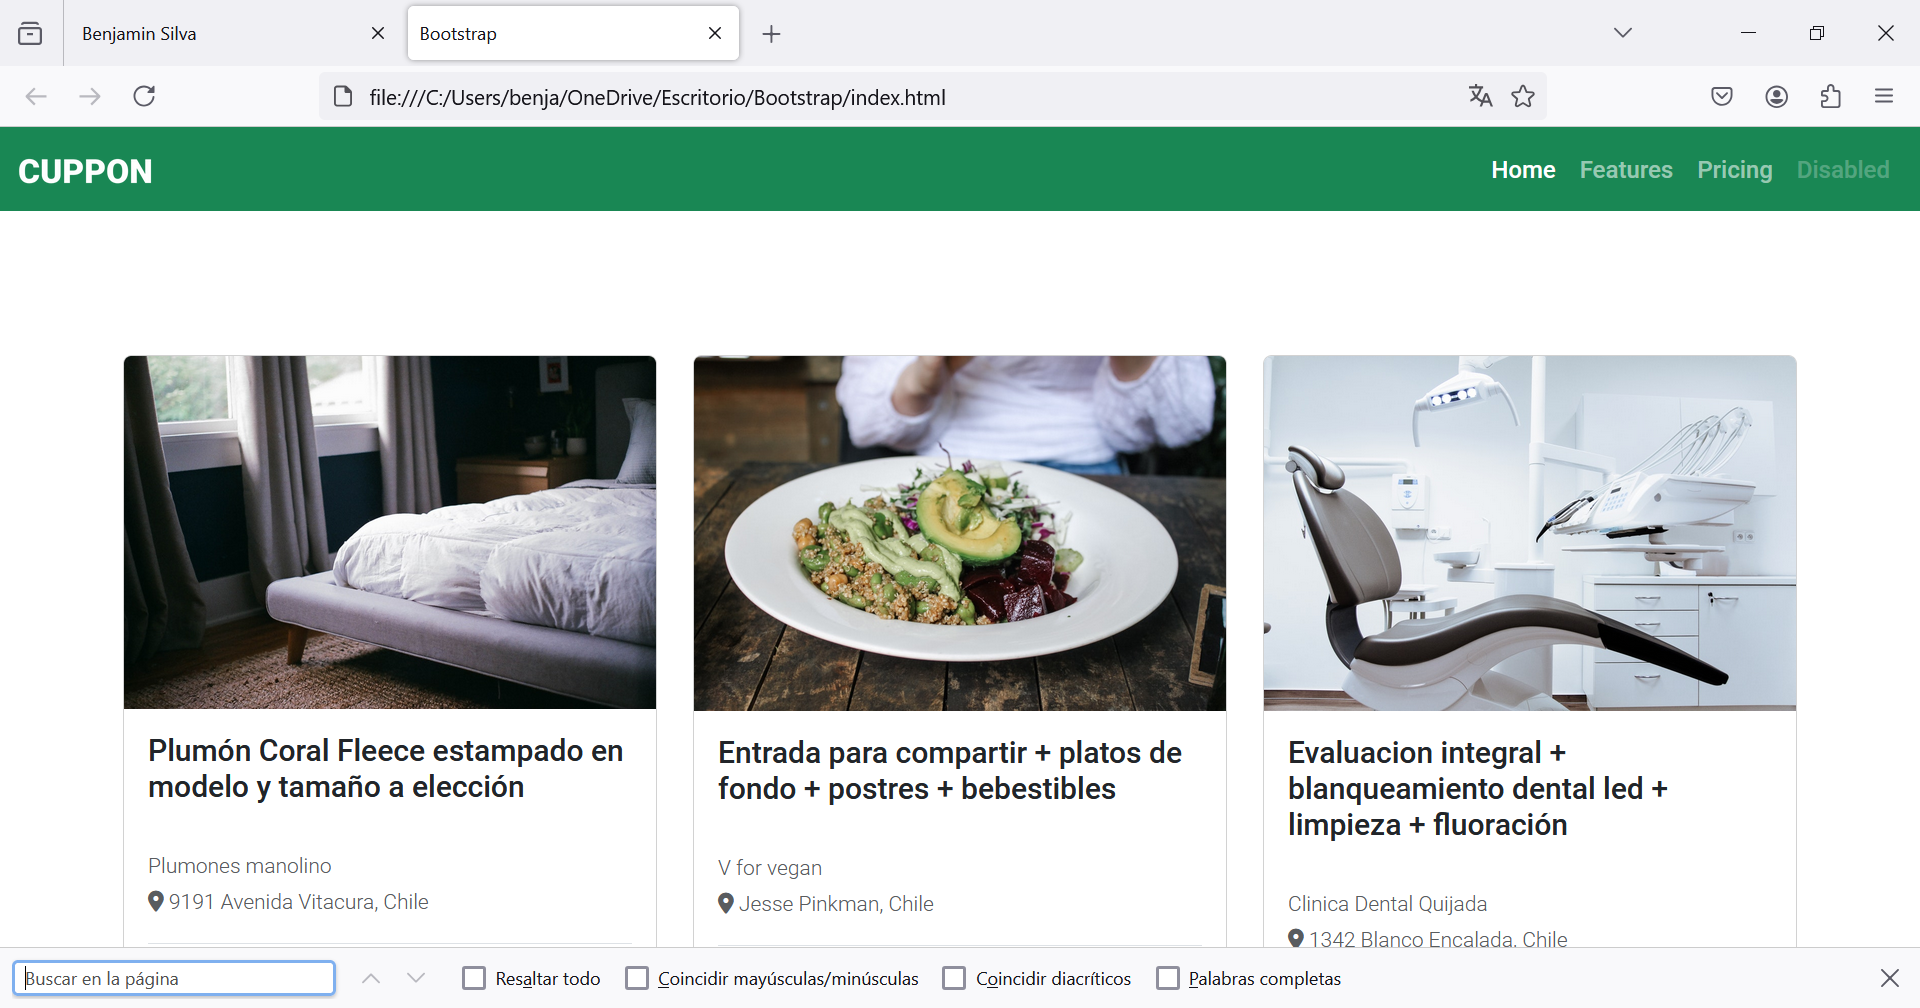 Benjamin Silva
Bootstrap
file:///C:/Users/benja/OneDrive/Escritorio/Bootstrap/index.html
CUPPON
Home Features Pricing Disabled
Plumón Coral Fleece estampado en
modelo y tamaño a elección
Plumones manolino
9191 Avenida Vitacura, Chile
Entrada para compartir + platos de
fondo + postres + bebestibles
V for vegan
Jesse Pinkman, Chile
Evaluacion integral +
blanqueamiento dental led +
limpieza + fluoración
Clinica Dental Quijada
1342 Blanco Encalada, Chile
Buscar en la página
Resaltar todo
Coincidir mayúsculas/minúsculas
Coincidir diacríticos
Palabras completas